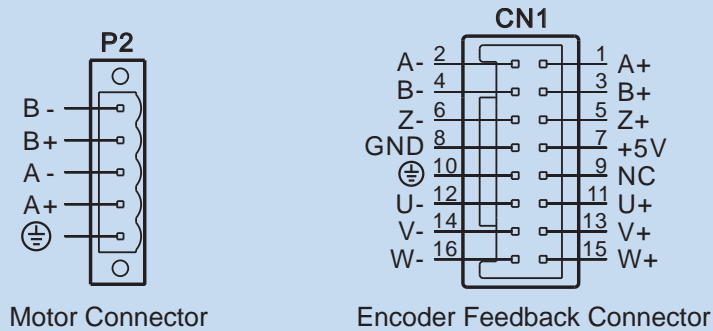 P2
B -
B+
A -
A+
Motor Connector
CN1
A- 2 1 A+
B- 4 3 B+
Z- 6 5 Z+
GND 8 7 +5V
10 9 NC
U- 12 11 U+
V- 14 13 V+
W- 16 15 W+
Encoder Feedback Connector